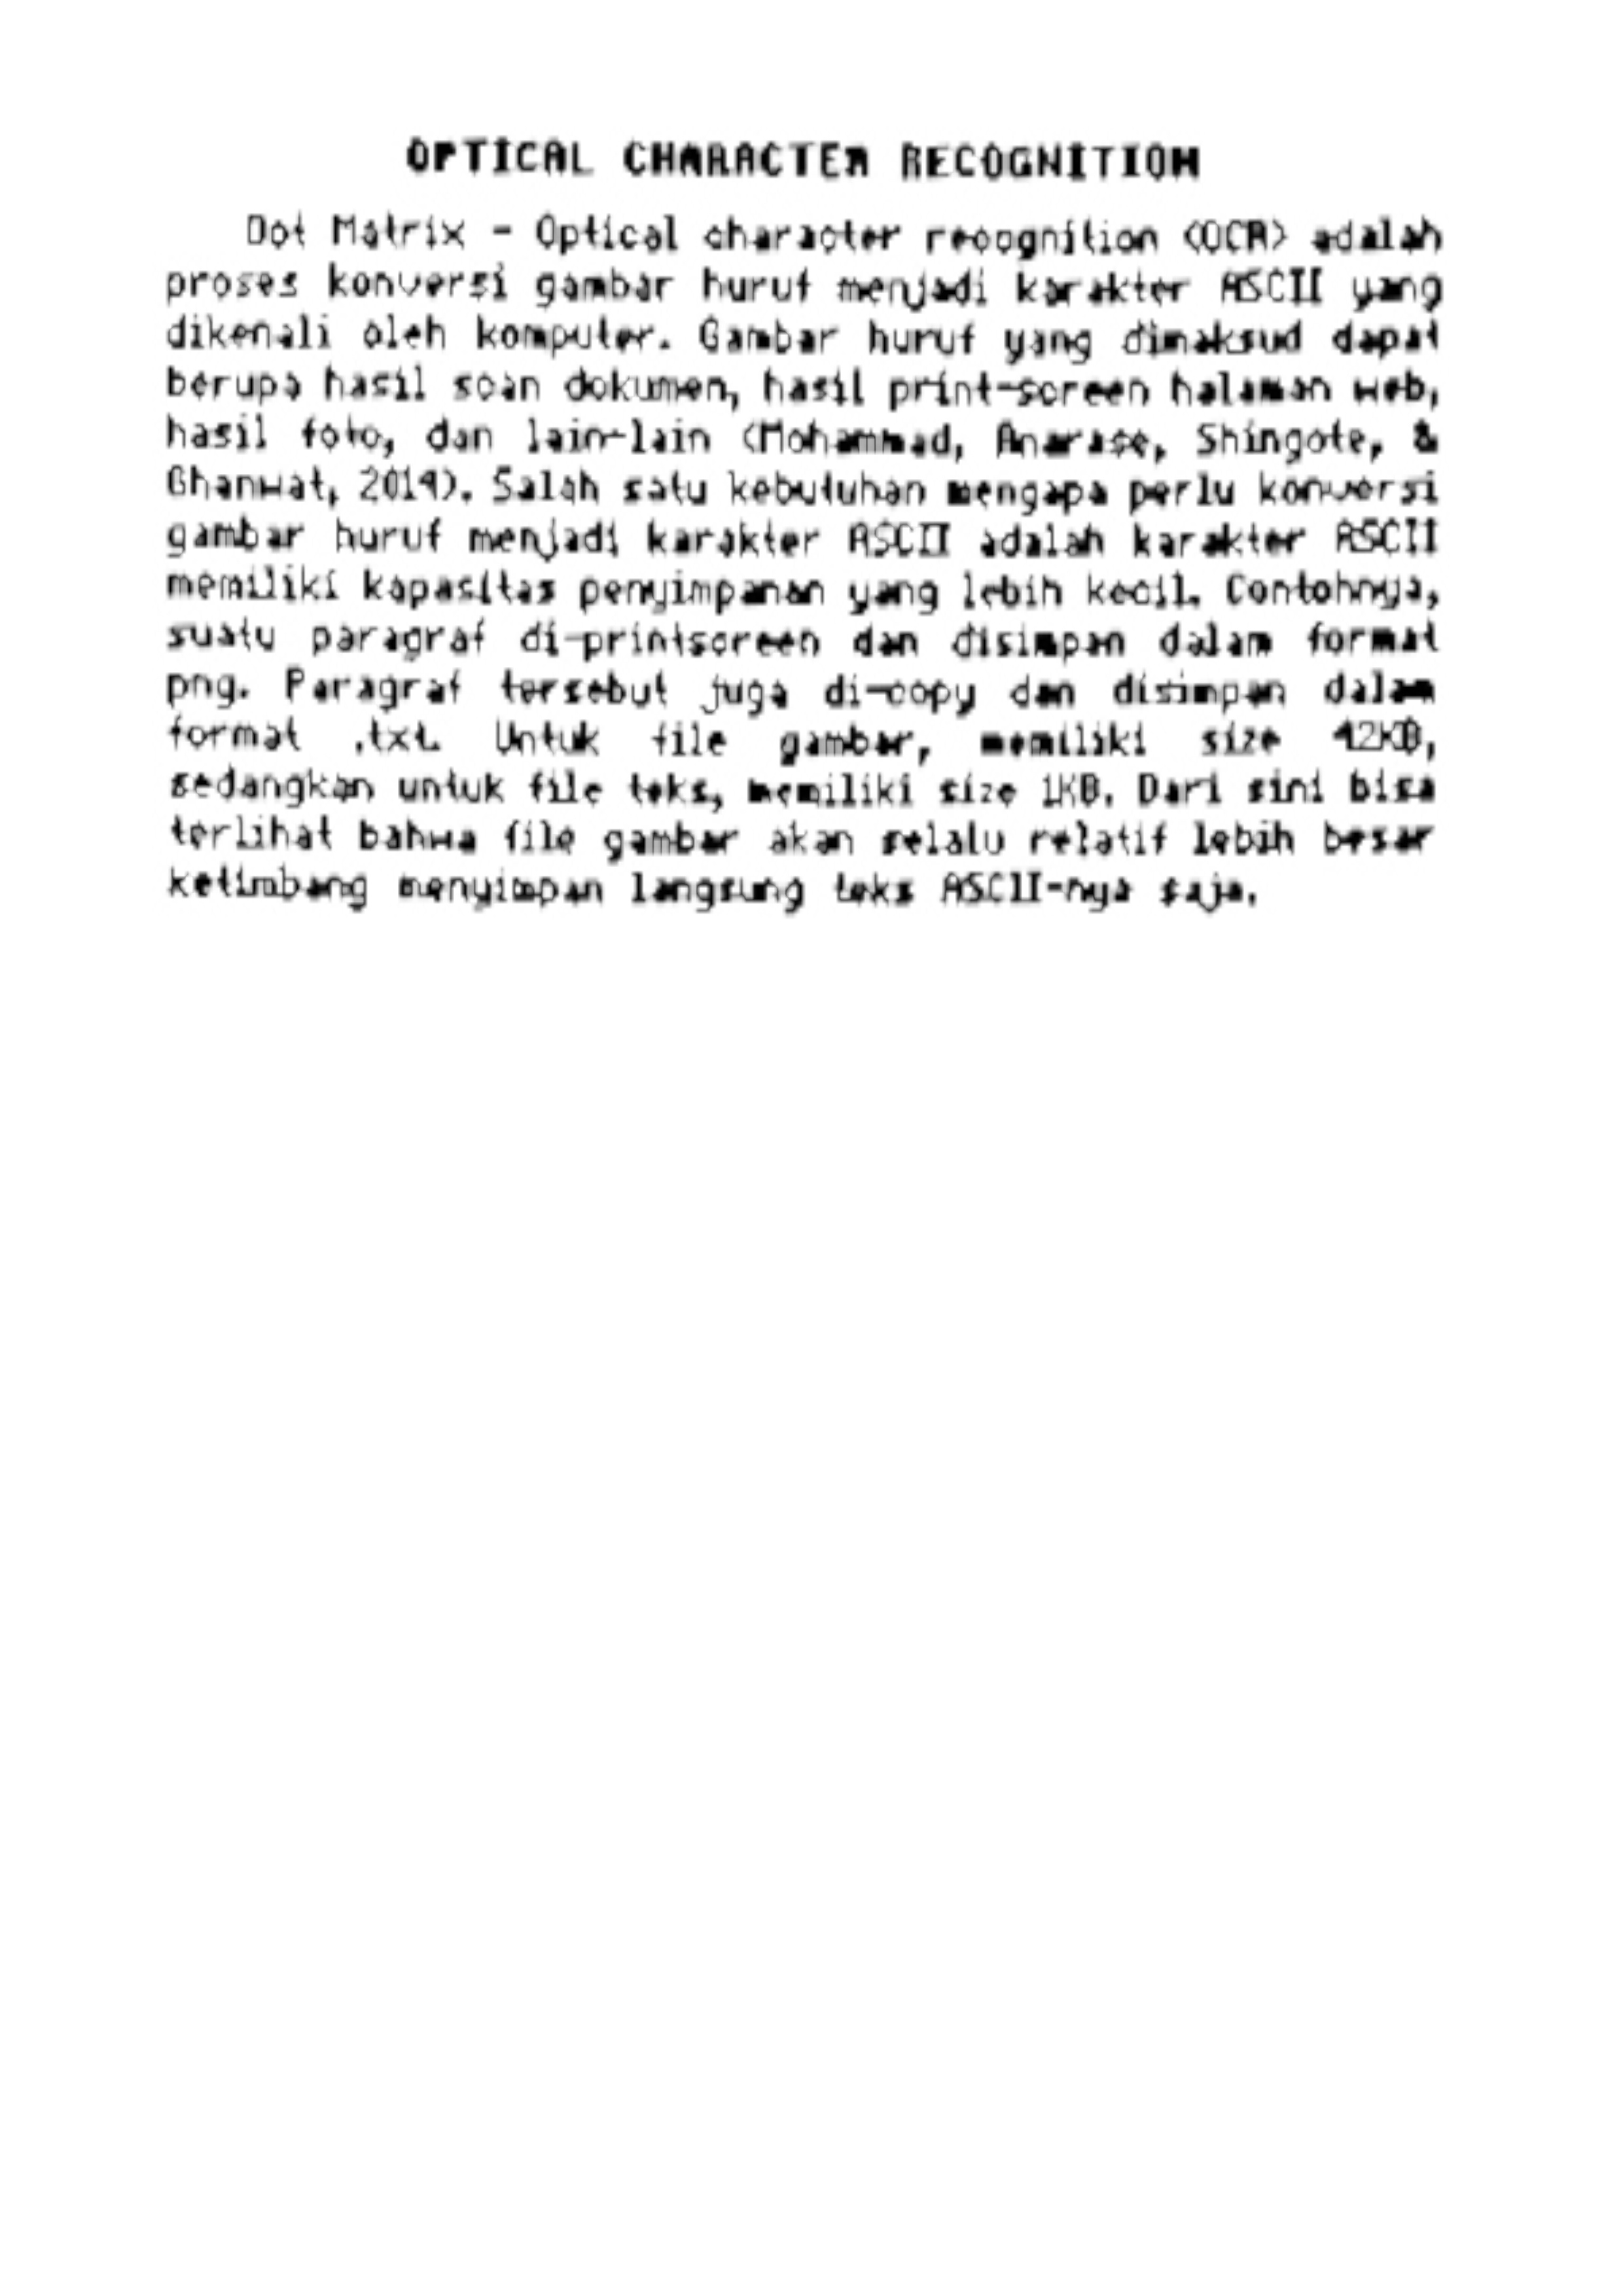 OPTICAL CHARACTER RECOGNITION
Dot Matrix - Optical character recognition (OCR) adalah
proses konversi gambar huruf menjadi karakter ASCII yang
dikenali oleh komputer. Gambar huruf yang dimaksud dapat
berupa hasil scan dokumen, hasil print-screen halaman web,
hasil foto, dan lain-lain (Mohammad, Anarase, Shingote, &
Ghanwat, 2014). Salah satu kebutuhan mengapa perlu konversi
gambar huruf menjadi karakter ASCII adalah karakter ASCII
memiliki kapasitas penyimpanan yang lebih kecil. Contohnya,
suatu paragraf di-printscreen dan disimpan dalam format
png. Paragraf tersebut juga di-copy dan disimpan dalam
format .txt. Untuk file gambar, memiliki size 42KB,
sedangkan untuk file teks, memiliki size 1KB. Dari sini bisa
terlihat bahwa file gambar akan selalu relatif lebih besar
ketimbang menyimpan langsung teks ASCII-nya saja.